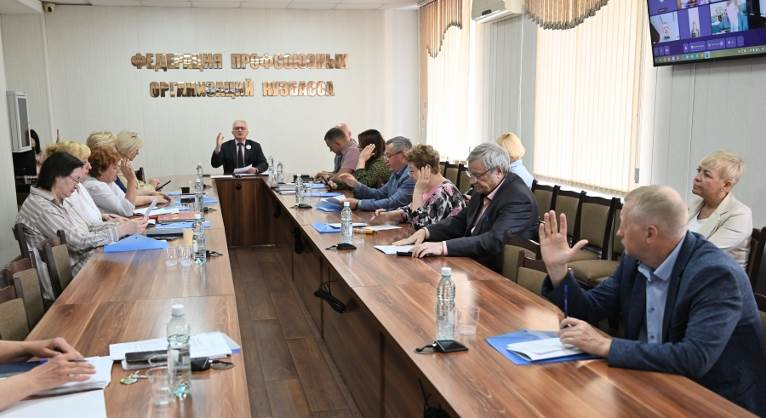 ФЕДЕРАЦИЯ ПРОФСОЮЗНЫХ
ОРГАНИЗАЦИЙ КУЗБАССА